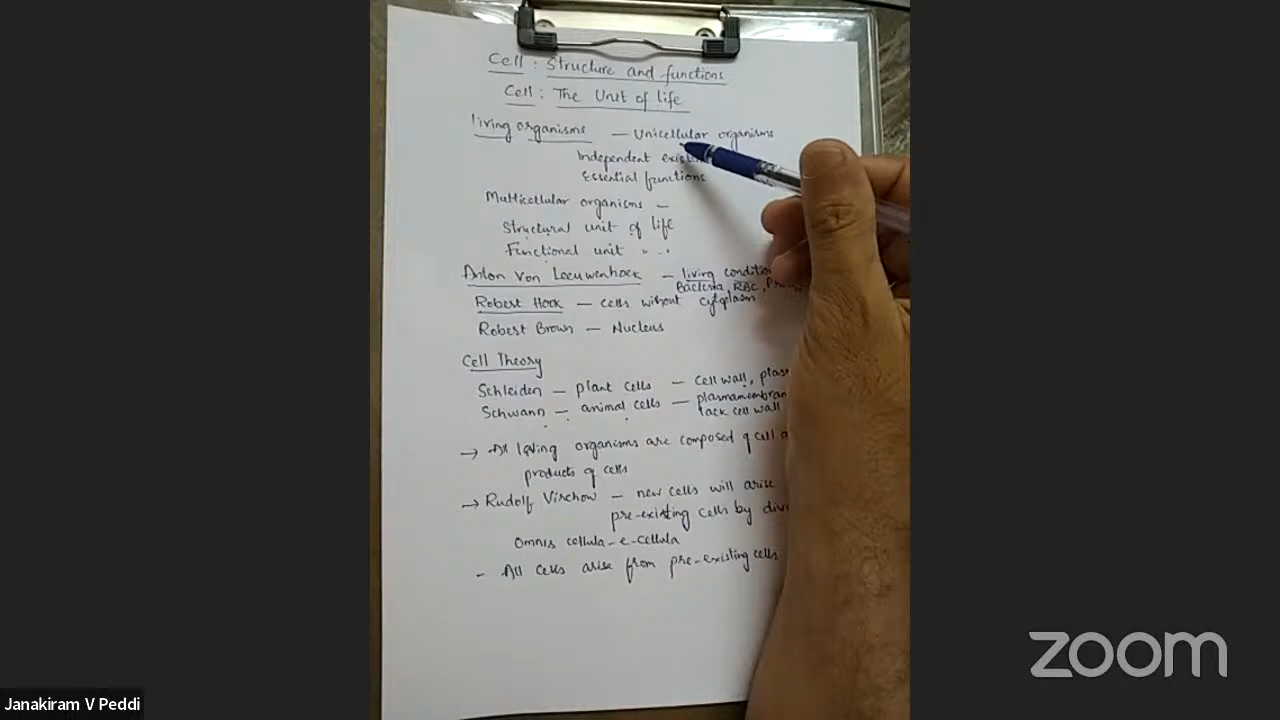 Cell : Structure and functions
Cell : The Unit of life
living organisms — Unicellular organisms
Independent
Essential functions
Multicellular organisms —
Structural unit of life
Functional unit " "
Anton Von Leeuwenhoek — living
Bacteria, RBC,
Robert Hook — cells without cytoplasm
Robert Brown — Nucleus
Cell Theory
Schleiden — plant cells — cell wall,
Schwann — animal cells —
lack cell wall
→ All living organisms are composed of cell
products of cells
→ Rudolf Virchow — new cells will arise
pre-existing cells by
Omnis cellula-e-cellula
- All cells arise from pre-existing cells
Janakiram V Peddi
zoom